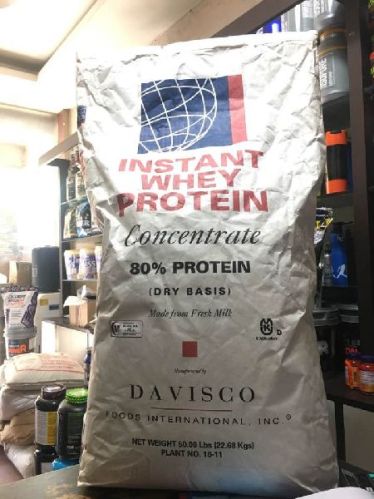 INSTANT
WHEY
PROTEIN
Concentrate
80% PROTEIN
(DRY BASIS)
Made from Fresh Milk
D
Manufactured by
DAVISCO
FOODS INTERNATIONAL, INC.®
NET WEIGHT 50.00 Lbs (22.68 Kgs)
PLANT NO. 16-11